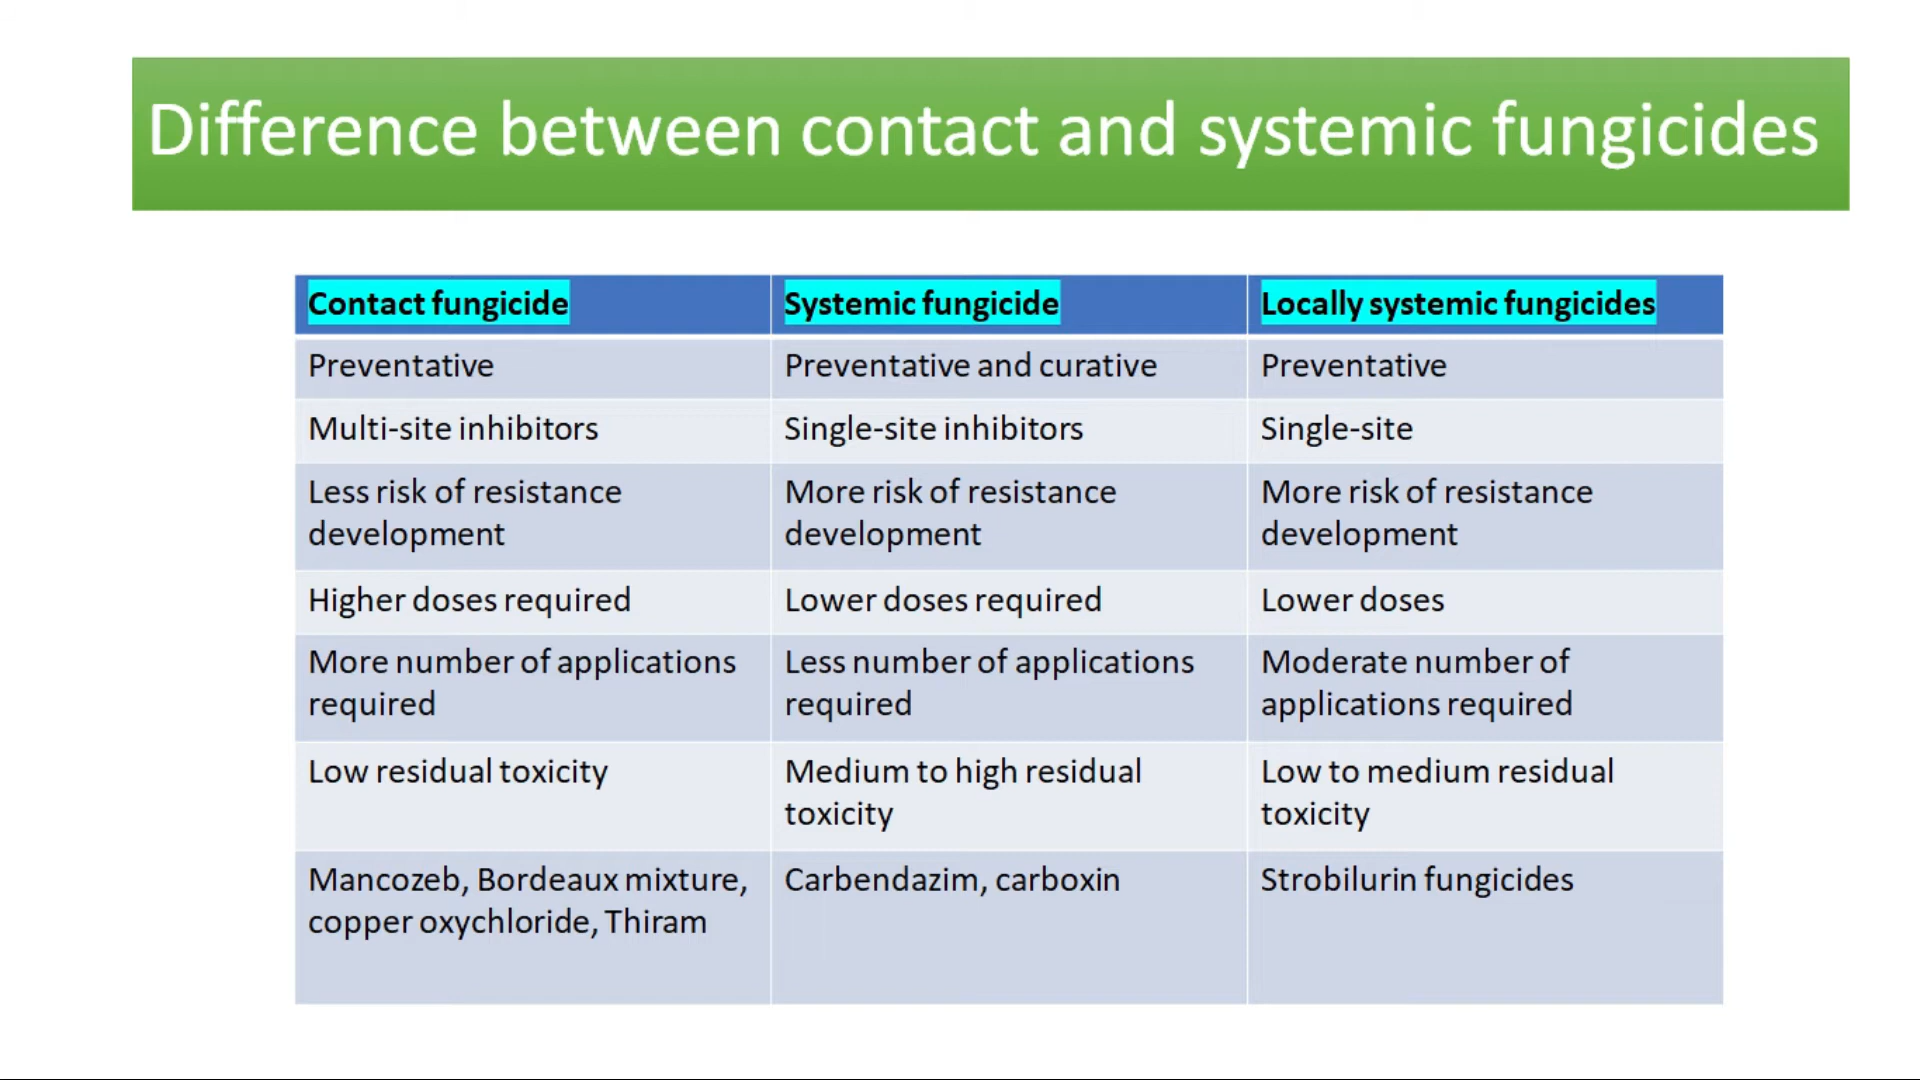 Difference between contact and systemic fungicides
Contact fungicide
Systemic fungicide
Locally systemic fungicides
Preventative
Preventative and curative
Preventative
Multi-site inhibitors
Single-site inhibitors
Single-site
Less risk of resistance
development
More risk of resistance
development
More risk of resistance
development
Higher doses required
Lower doses required
Lower doses
More number of applications
required
Less number of applications
required
Moderate number of
applications required
Low residual toxicity
Medium to high residual
toxicity
Low to medium residual
toxicity
Mancozeb, Bordeaux mixture,
copper oxychloride, Thiram
Carbendazim, carboxin
Strobilurin fungicides